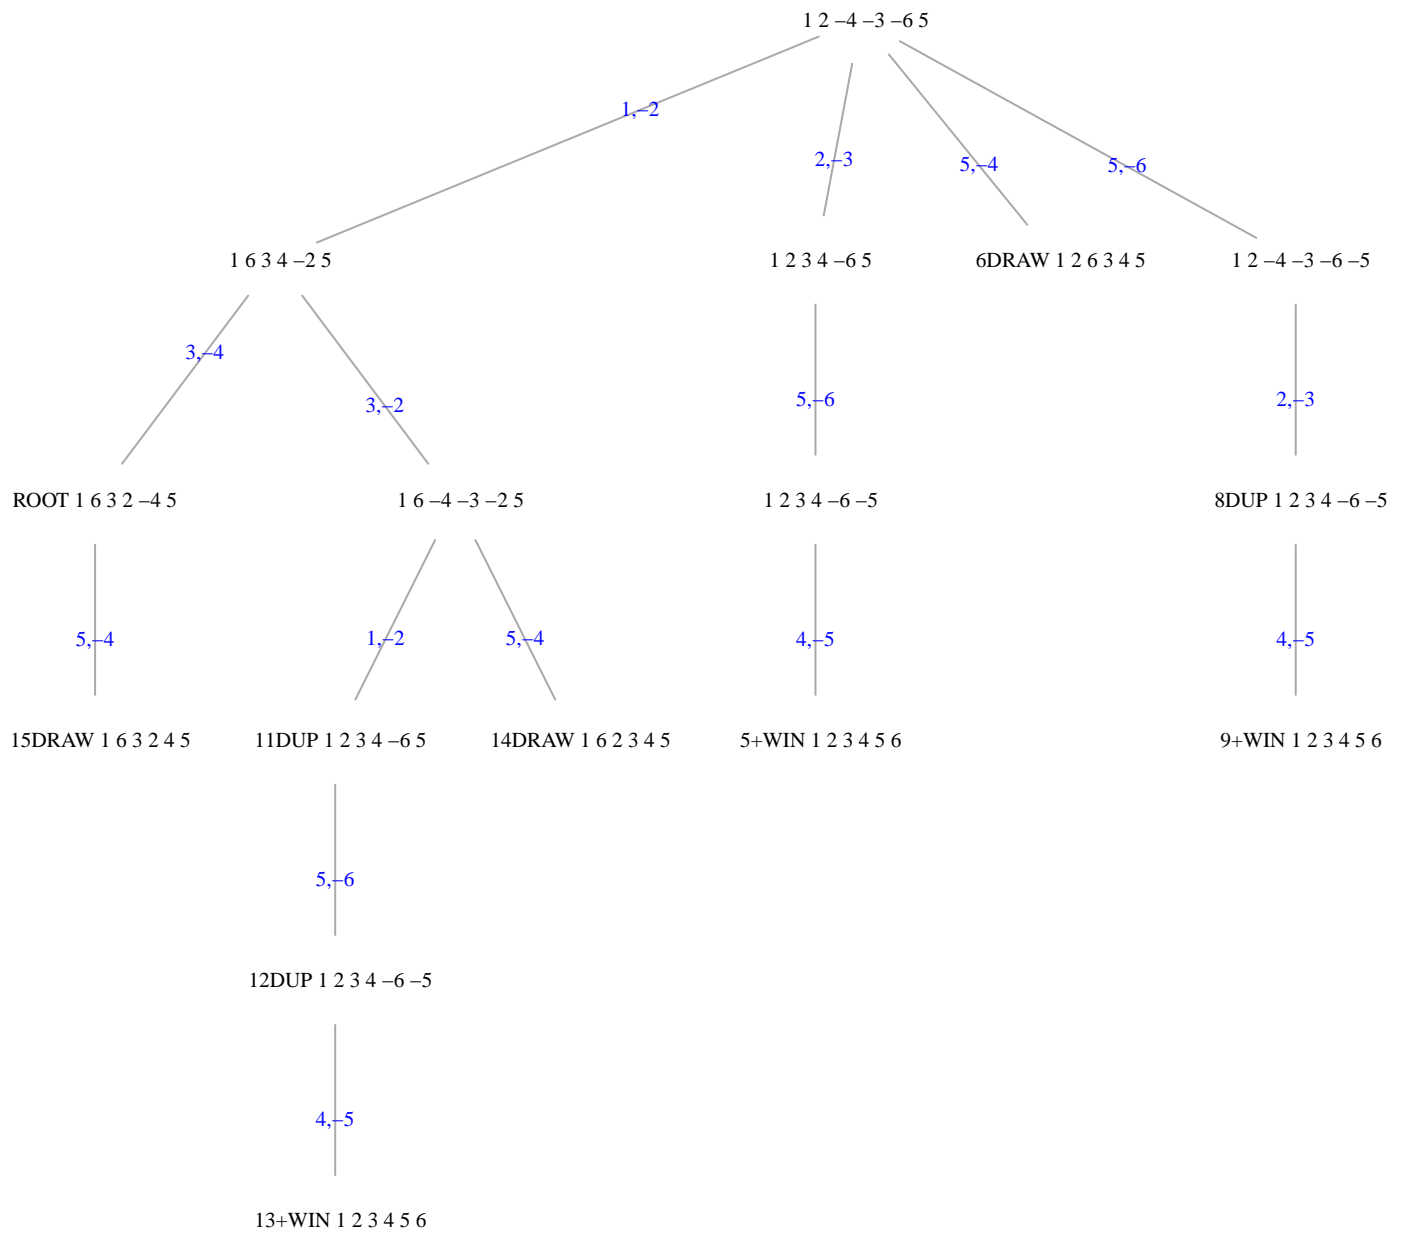 1 2 –4 –3 –6 5
1,–2
2,–3
5,–4
5,–6
1 6 3 4 –2 5
1 2 3 4 –6 5
6DRAW 1 2 6 3 4 5
1 2 –4 –3 –6 –5
3,–4
3,–2
5,–6
2,–3
ROOT 1 6 3 2 –4 5
1 6 –4 –3 –2 5
1 2 3 4 –6 –5
8DUP 1 2 3 4 –6 –5
5,–4
1,–2
5,–4
4,–5
4,–5
15DRAW 1 6 3 2 4 5
11DUP 1 2 3 4 –6 5
14DRAW 1 6 2 3 4 5
5+WIN 1 2 3 4 5 6
9+WIN 1 2 3 4 5 6
5,–6
12DUP 1 2 3 4 –6 –5
4,–5
13+WIN 1 2 3 4 5 6